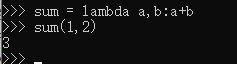 >>> sum = lambda a,b:a+b
>>> sum(1,2)
3
>>>